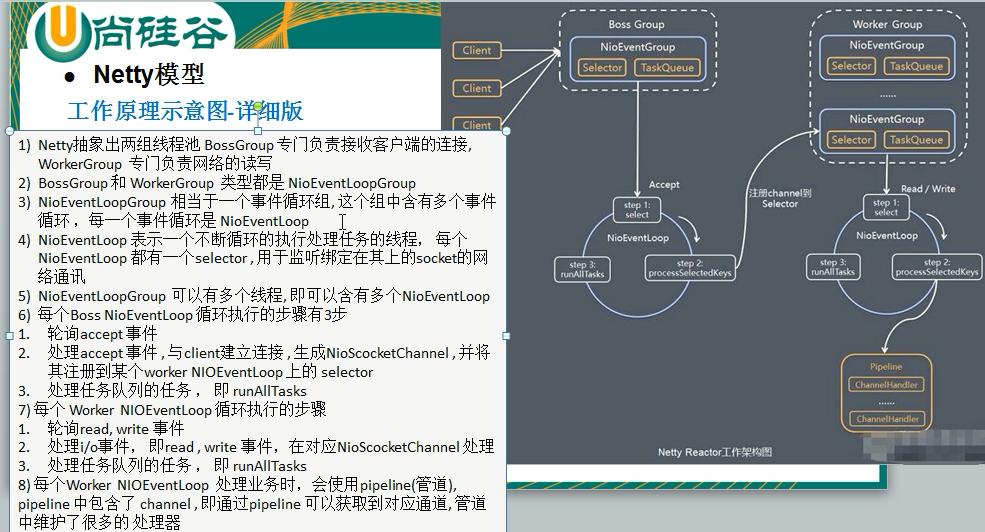 尚硅谷
● Netty模型
工作原理示意图-详细版
1) Netty抽象出两组线程池 BossGroup 专门负责接收客户端的连接,
WorkerGroup 专门负责网络的读写
2) BossGroup 和 WorkerGroup 类型都是 NioEventLoopGroup
3) NioEventLoopGroup 相当于一个事件循环组, 这个组中含有多个事件
循环 ，每一个事件循环是 NioEventLoop
4) NioEventLoop 表示一个不断循环的执行处理任务的线程， 每个
NioEventLoop 都有一个selector , 用于监听绑定在其上的socket的网
络通讯
5) NioEventLoopGroup 可以有多个线程, 即可以含有多个NioEventLoop
6) 每个Boss NioEventLoop 循环执行的步骤有3步
1. 轮询accept 事件
2. 处理accept 事件 , 与client建立连接 , 生成NioScocketChannel , 并将
其注册到某个worker NIOEventLoop 上的 selector
3. 处理任务队列的任务 ， 即 runAllTasks
7) 每个 Worker NIOEventLoop 循环执行的步骤
1. 轮询read, write 事件
2. 处理i/o事件， 即read , write 事件，在对应NioScocketChannel 处理
3. 处理任务队列的任务 ， 即 runAllTasks
8) 每个Worker NIOEventLoop 处理业务时，会使用pipeline(管道),
pipeline 中包含了 channel , 即通过pipeline 可以获取到对应通道, 管道
中维护了很多的 处理器
Client
Client
Client
Boss Group
NioEventGroup
Selector
TaskQueue
Accept
step 1:
select
NioEventLoop
step 2:
processSelectedKeys
step 3:
runAllTasks
注册channel到
Selector
Worker Group
NioEventGroup
Selector
TaskQueue
......
NioEventGroup
Selector
TaskQueue
Read / Write
step 1:
select
NioEventLoop
step 2:
processSelectedKeys
step 3:
runAllTasks
Pipeline
ChannelHandler
......
ChannelHandler
Netty Reactor工作架构图